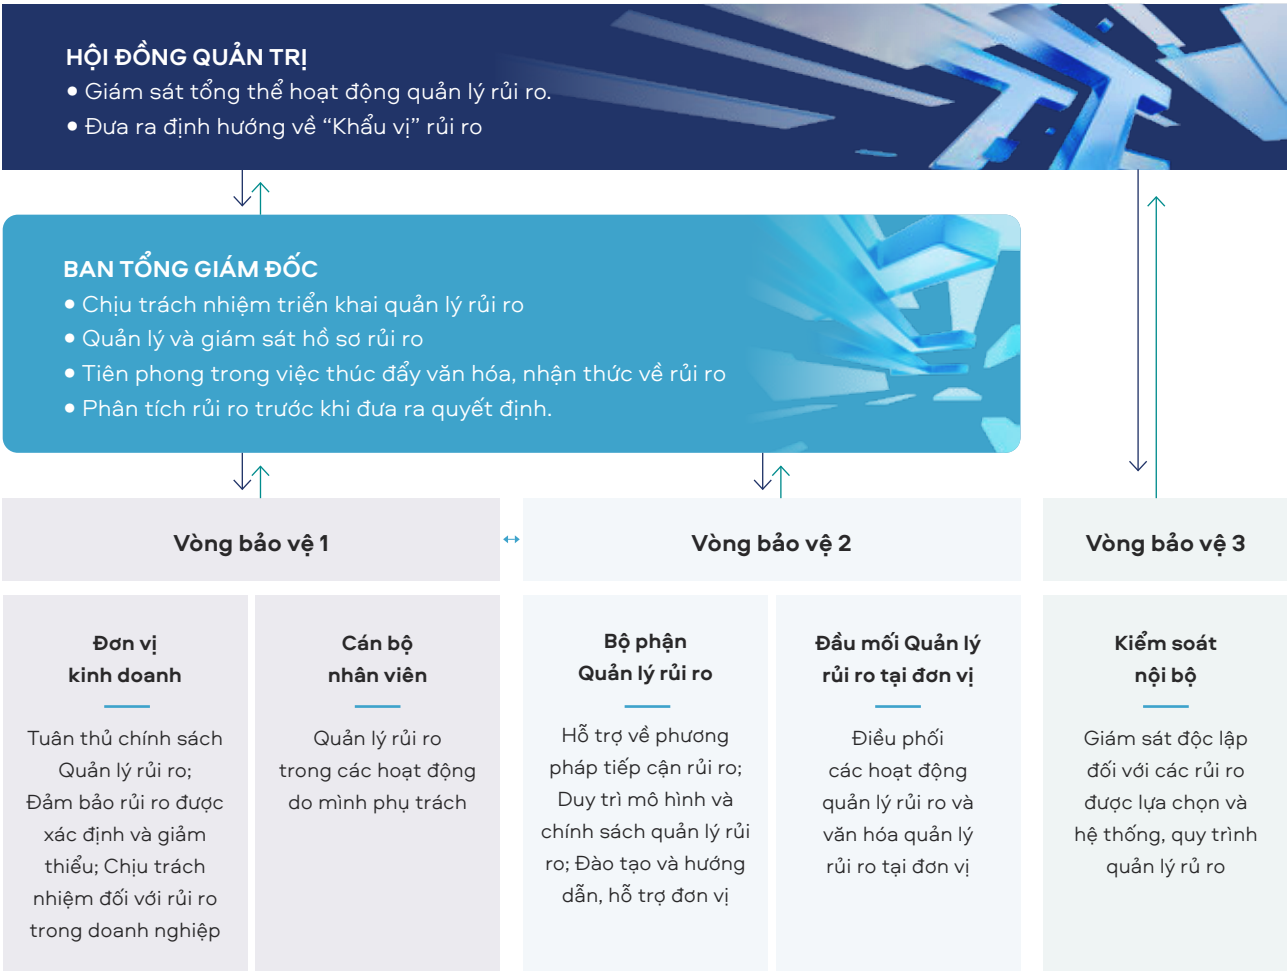 HỘI ĐỒNG QUẢN TRỊ
● Giám sát tổng thể hoạt động quản lý rủi ro.
● Đưa ra định hướng về “Khẩu vị” rủi ro
BAN TỔNG GIÁM ĐỐC
● Chịu trách nhiệm triển khai quản lý rủi ro
● Quản lý và giám sát hồ sơ rủi ro
● Tiên phong trong việc thúc đẩy văn hóa, nhận thức về rủi ro
● Phân tích rủi ro trước khi đưa ra quyết định.
Vòng bảo vệ 1
Đơn vị
kinh doanh
Tuân thủ chính sách
Quản lý rủi ro;
Đảm bảo rủi ro được
xác định và giảm
thiểu; Chịu trách
nhiệm đối với rủi ro
trong doanh nghiệp
Cán bộ
nhân viên
Quản lý rủi ro
trong các hoạt động
do mình phụ trách
Vòng bảo vệ 2
Bộ phận
Quản lý rủi ro
Hỗ trợ về phương
pháp tiếp cận rủi ro;
Duy trì mô hình và
chính sách quản lý rủi
ro; Đào tạo và hướng
dẫn, hỗ trợ đơn vị
Đầu mối Quản lý
rủi ro tại đơn vị
Điều phối
các hoạt động
quản lý rủi ro và
văn hóa quản lý
rủi ro tại đơn vị
Vòng bảo vệ 3
Kiểm soát
nội bộ
Giám sát độc lập
đối với các rủi ro
được lựa chọn và
hệ thống, quy trình
quản lý rủ ro